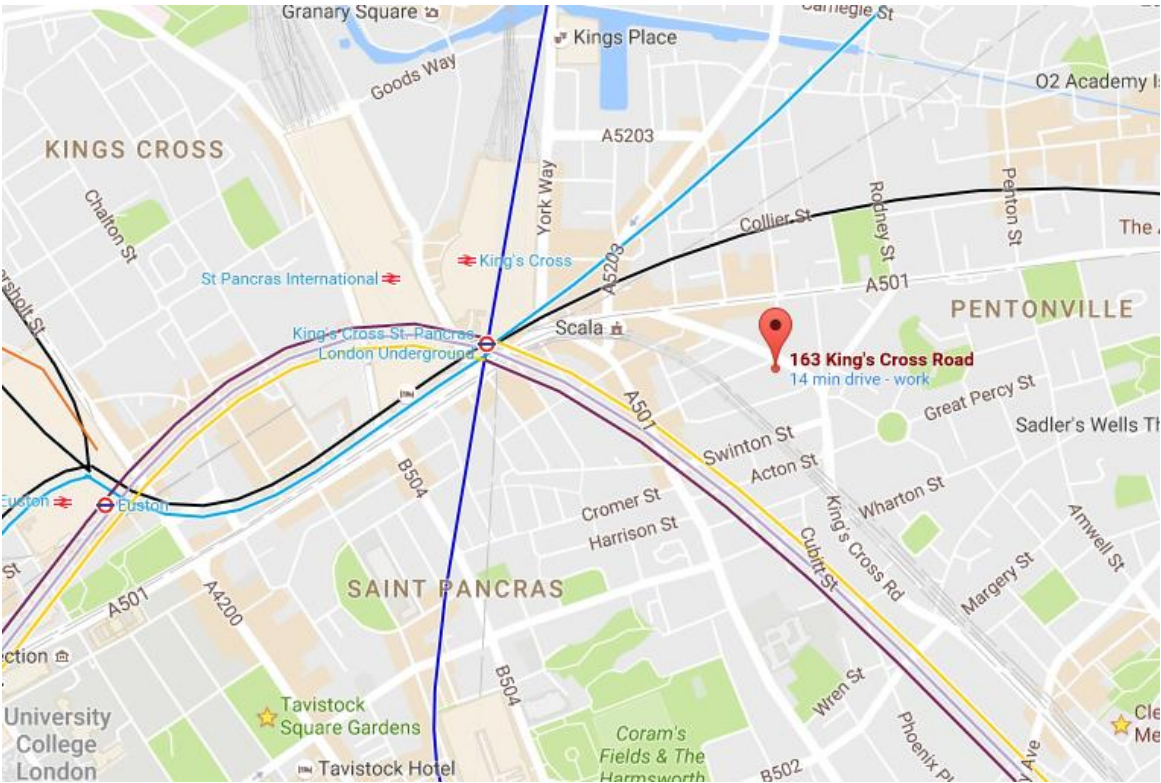 Granary Square
Carnegie St
Kings Place
Goods Way
O2 Academy
A5203
KINGS CROSS
York Way
Chalton St
Rodney St
Penton St
Collier St
The
King's Cross
A5203
St Pancras International
A501
PENTONVILLE
King's Cross St. Pancras
London Underground
Scala
163 King's Cross Road
14 min drive - work
A501
Great Percy St
Sadler's Wells
Swinton St
Acton St
B504
Euston
Euston
Cromer St
Harrison St
Wharton St
King's Cross Rd
Amwell St
Cubitt St
St
A501
A4200
SAINT PANCRAS
Margery St
B504
Wren St
Tavistock
Square Gardens
University
College
London
Coram's
Fields & The
Harmsworth
Phoenix
Tavistock Hotel
B502
Ave